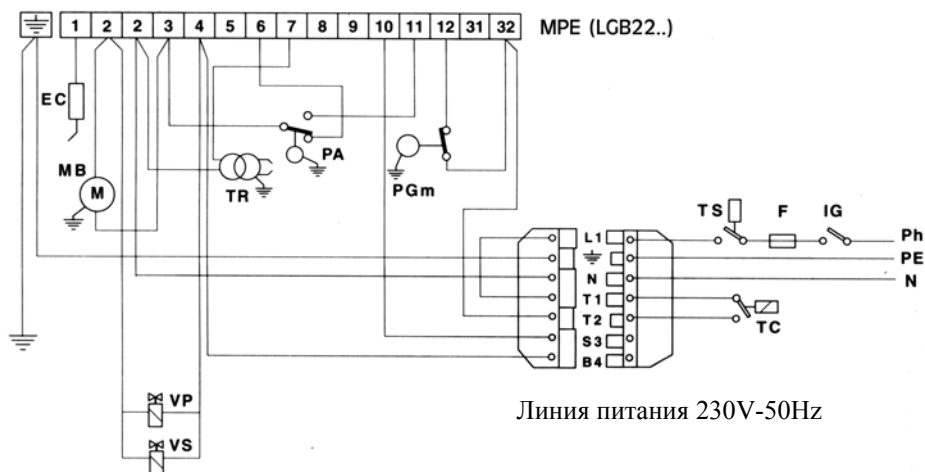 1 2 2 3 4 5 6 7 8 9 10 11 12 31 32 MPE (LGB22..)
EC
MB
M
TR
PA
PGm
TS F IG
L1
Ph
PE
N
N
T1
T2
TC
S3
B4
VP
VS
Линия питания 230V-50Hz